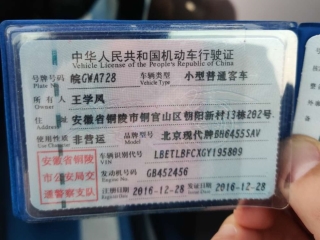 中华人民共和国机动车行驶证
Vehicle License of the People's Republic of China
号牌号码 皖GWA728 车辆类型 小型普通客车
Vehicle Type
所有人 王学凤
住址 安徽省铜陵市铜官山区朝阳新村13栋202号
使用性质 非营运 品牌型号 北京现代牌BH6455SAV
安徽省铜陵市公安局交通警察支队
车辆识别代号 LBETLBFCXGY195809
VIN
发动机号码 GB452456
Engine No.
注册日期 2016-12-28 发证日期 2016-12-28